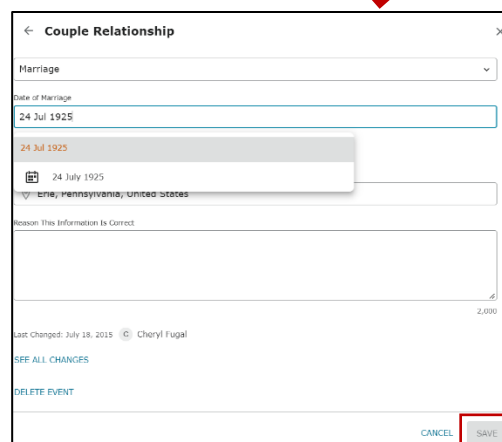 ← Couple Relationship ×
Marriage
Date of Marriage
24 Jul 1925
24 Jul 1925
24 July 1925
Erie, Pennsylvania, United States
Reason This Information Is Correct
2,000
Last Changed: July 18, 2015 C Cheryl Fugal
SEE ALL CHANGES
DELETE EVENT
CANCEL SAVE